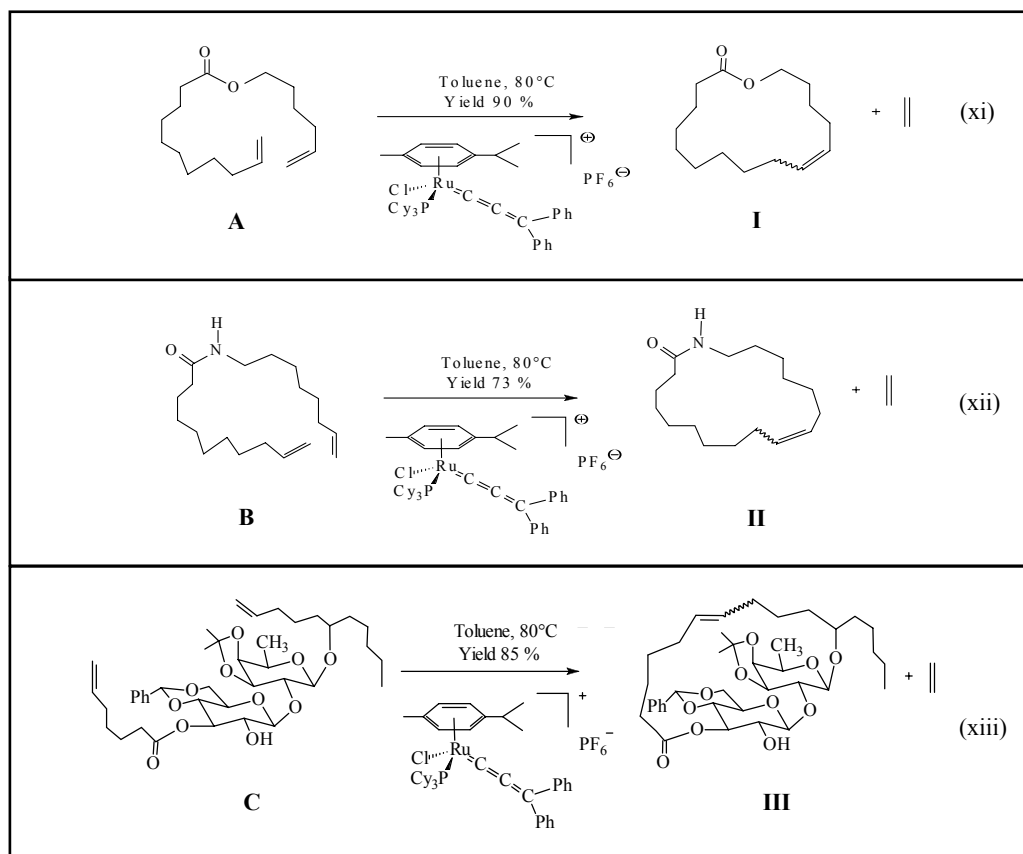 O
O
Toluene, 80°C
Yield 90 %
⊕
PF6⊖
Cl
Ru=C=C=C
Cy3P
Ph
Ph
+
(xi)
A
O
O
I
H
N
O
Toluene, 80°C
Yield 73 %
⊕
PF6⊖
Cl
Ru=C=C=C
Cy3P
Ph
Ph
+
(xii)
B
H
N
O
II
O
O
CH3
O
O
O
Ph
O
O
O
O
OH
O
Toluene, 80°C
Yield 85 %
+
PF6−
Cl
Ru=C=C=C
Cy3P
Ph
Ph
C
O
O
CH3
O
O
O
Ph
O
O
O
O
OH
O
+
(xiii)
III